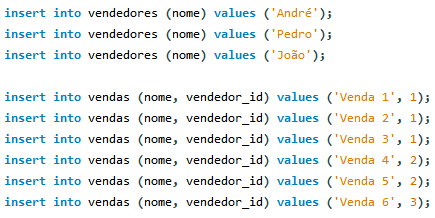 insert into vendedores (nome) values ('André');
insert into vendedores (nome) values ('Pedro');
insert into vendedores (nome) values ('João');
insert into vendas (nome, vendedor_id) values ('Venda 1', 1);
insert into vendas (nome, vendedor_id) values ('Venda 2', 1);
insert into vendas (nome, vendedor_id) values ('Venda 3', 1);
insert into vendas (nome, vendedor_id) values ('Venda 4', 2);
insert into vendas (nome, vendedor_id) values ('Venda 5', 2);
insert into vendas (nome, vendedor_id) values ('Venda 6', 3);